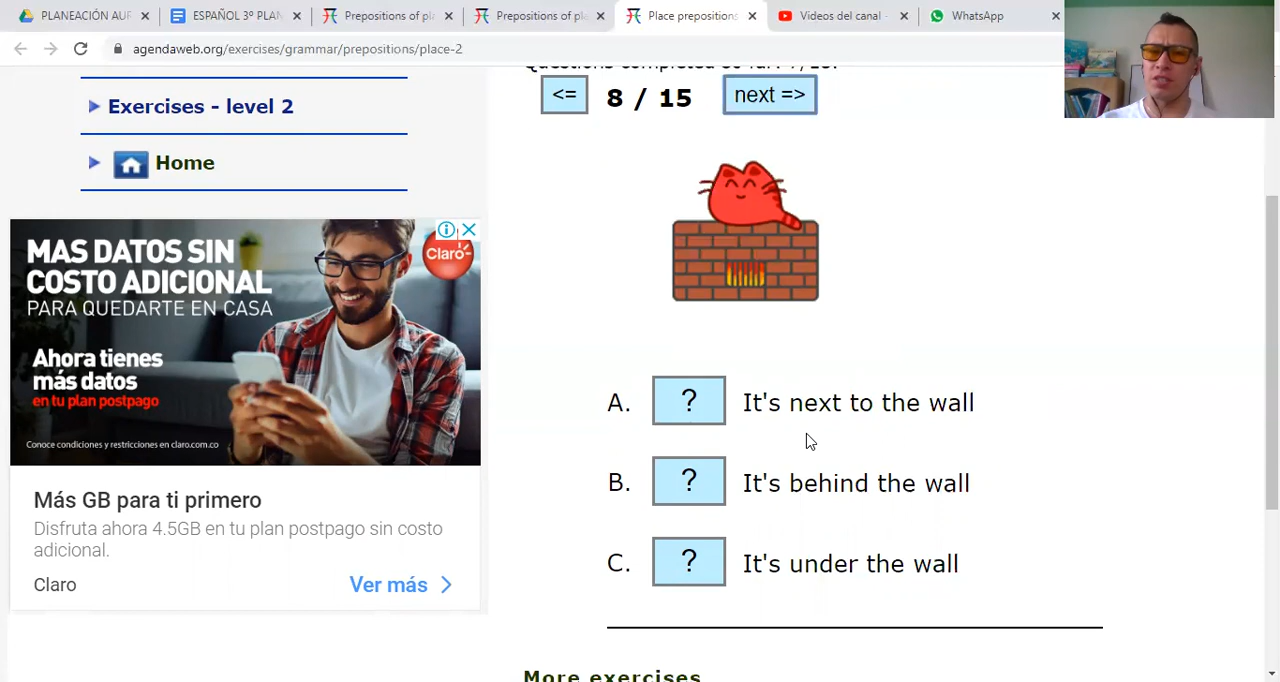 PLANEACIÓN AUR
ESPAÑOL 3º PLAN
Prepositions of pl
Prepositions of pl
Place prepositions
Videos del canal -
WhatsApp
agendaweb.org/exercises/grammar/prepositions/place-2
Exercises - level 2
Home
<= 8 / 15 next =>
MAS DATOS SIN
COSTO ADICIONAL
PARA QUEDARTE EN CASA
Claro
Ahora tienes
más datos
en tu plan postpago
Conoce condiciones y restricciones en claro.com.co
Más GB para ti primero
Disfruta ahora 4.5GB en tu plan postpago sin costo
adicional.
Claro
Ver más
A. ? It's next to the wall
B. ? It's behind the wall
C. ? It's under the wall
More exercises